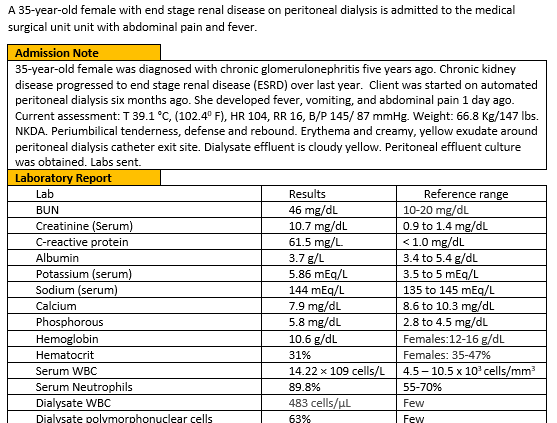 A 35-year-old female with end stage renal disease on peritoneal dialysis is admitted to the medical
surgical unit unit with abdominal pain and fever.
Admission Note
35-year-old female was diagnosed with chronic glomerulonephritis five years ago. Chronic kidney
disease progressed to end stage renal disease (ESRD) over last year.  Client was started on automated
peritoneal dialysis six months ago. She developed fever, vomiting, and abdominal pain 1 day ago.
Current assessment: T 39.1 °C, (102.4⁰ F), HR 104, RR 16, B/P 145/ 87 mmHg. Weight: 66.8 Kg/147 lbs.
NKDA. Periumbilical tenderness, defense and rebound. Erythema and creamy, yellow exudate around
peritoneal dialysis catheter exit site. Dialysate effluent is cloudy yellow. Peritoneal effluent culture
was obtained. Labs sent.
Laboratory Report
Lab Results Reference range
BUN 46 mg/dL 10-20 mg/dL
Creatinine (Serum) 10.7 mg/dL 0.9 to 1.4 mg/dL
C-reactive protein 61.5 mg/L. < 1.0 mg/dL
Albumin 3.7 g/L 3.4 to 5.4 g/dL
Potassium (serum) 5.86 mEq/L 3.5 to 5 mEq/L
Sodium (serum) 144 mEq/L 135 to 145 mEq/L
Calcium 7.9 mg/dL 8.6 to 10.3 mg/dL
Phosphorous 5.8 mg/dL 2.8 to 4.5 mg/dL
Hemoglobin 10.6 g/dL Females:12-16 g/dL
Hematocrit 31% Females: 35-47%
Serum WBC 14.22 × 109 cells/L 4.5 – 10.5 x 10³ cells/mm³
Serum Neutrophils 89.8% 55-70%
Dialysate WBC 483 cells/μL Few
Dialysate polymorphonuclear cells 63% Few